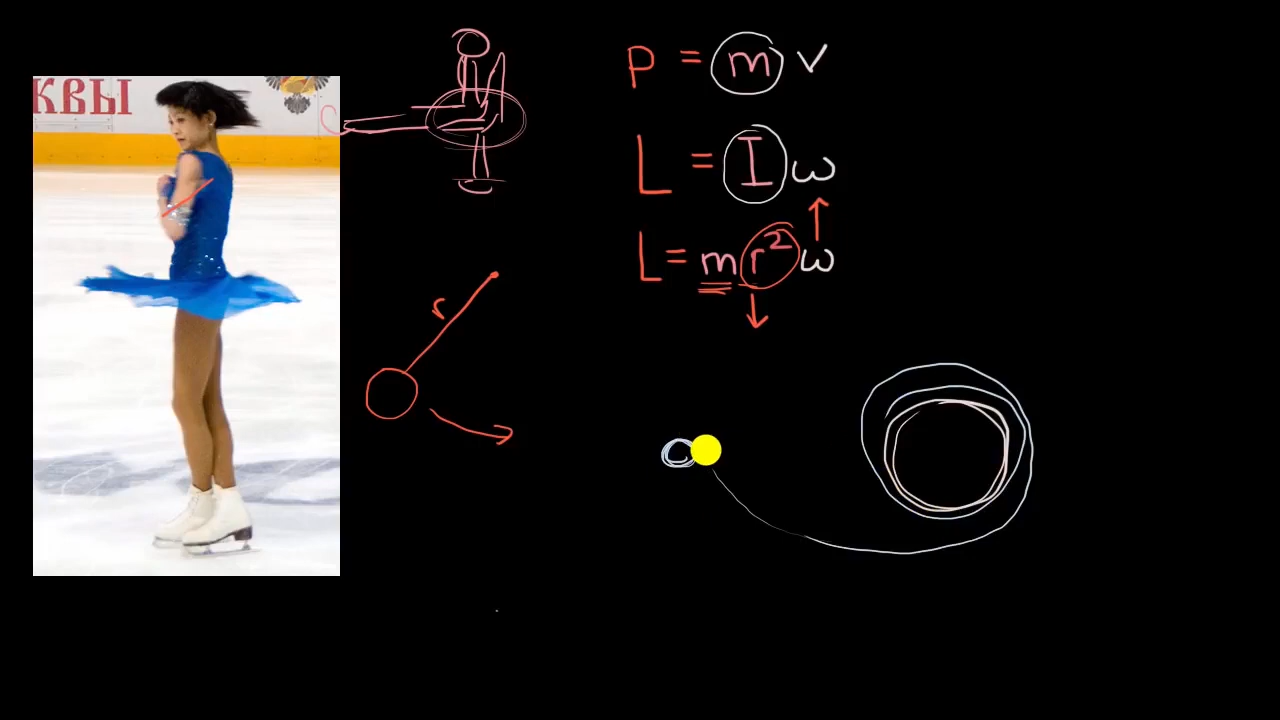 КВЫ
p = m v
L = I ω
L = m r² ω
r